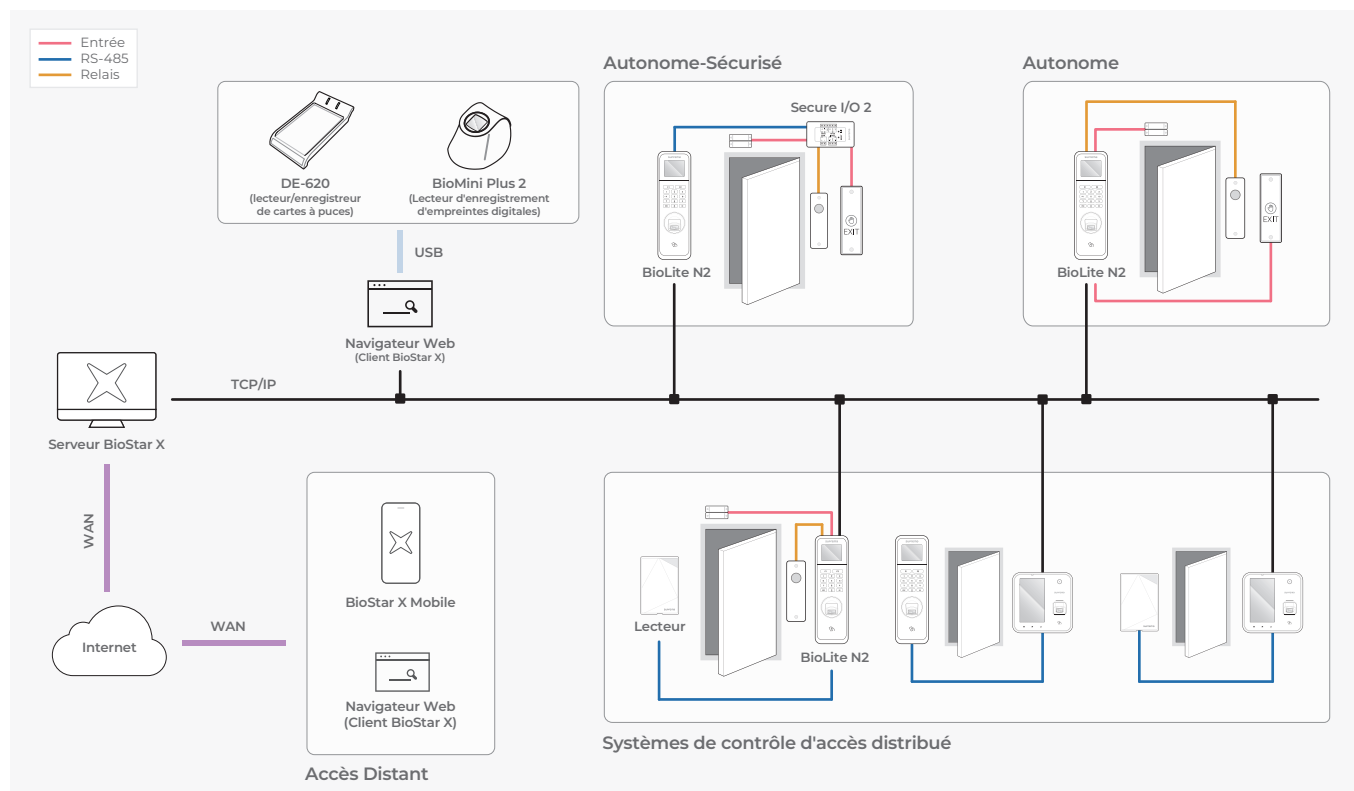 Entrée
RS-485
Relais
DE-620
(lecteur/enregistreur
de cartes à puces)
BioMini Plus 2
(Lecteur d'enregistrement
d'empreintes digitales)
USB
Navigateur Web
(Client BioStar X)
Autonome-Sécurisé
Secure I/O 2
EXIT
BioLite N2
Autonome
EXIT
BioLite N2
TCP/IP
Serveur BioStar X
WAN
Internet
WAN
BioStar X Mobile
Navigateur Web
(Client BioStar X)
Accès Distant
Lecteur
BioLite N2
Systèmes de contrôle d'accès distribué